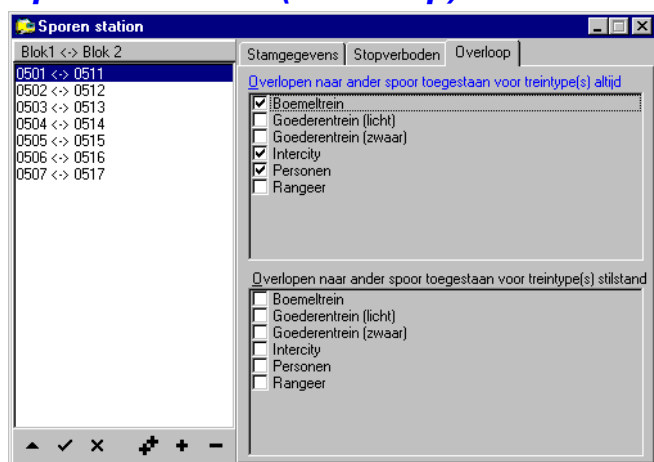 Sporen station
Blok1 <-> Blok 2
0501 <-> 0511
0502 <-> 0512
0503 <-> 0513
0504 <-> 0514
0505 <-> 0515
0506 <-> 0516
0507 <-> 0517
Stamgegevens Stopverboden Overloop
Overlopen naar ander spoor toegestaan voor treintype(s) altijd
Boemeltrein
Goederentrein (licht)
Goederentrein (zwaar)
Intercity
Personen
Rangeer
Overlopen naar ander spoor toegestaan voor treintype(s) stilstand
Boemeltrein
Goederentrein (licht)
Goederentrein (zwaar)
Intercity
Personen
Rangeer